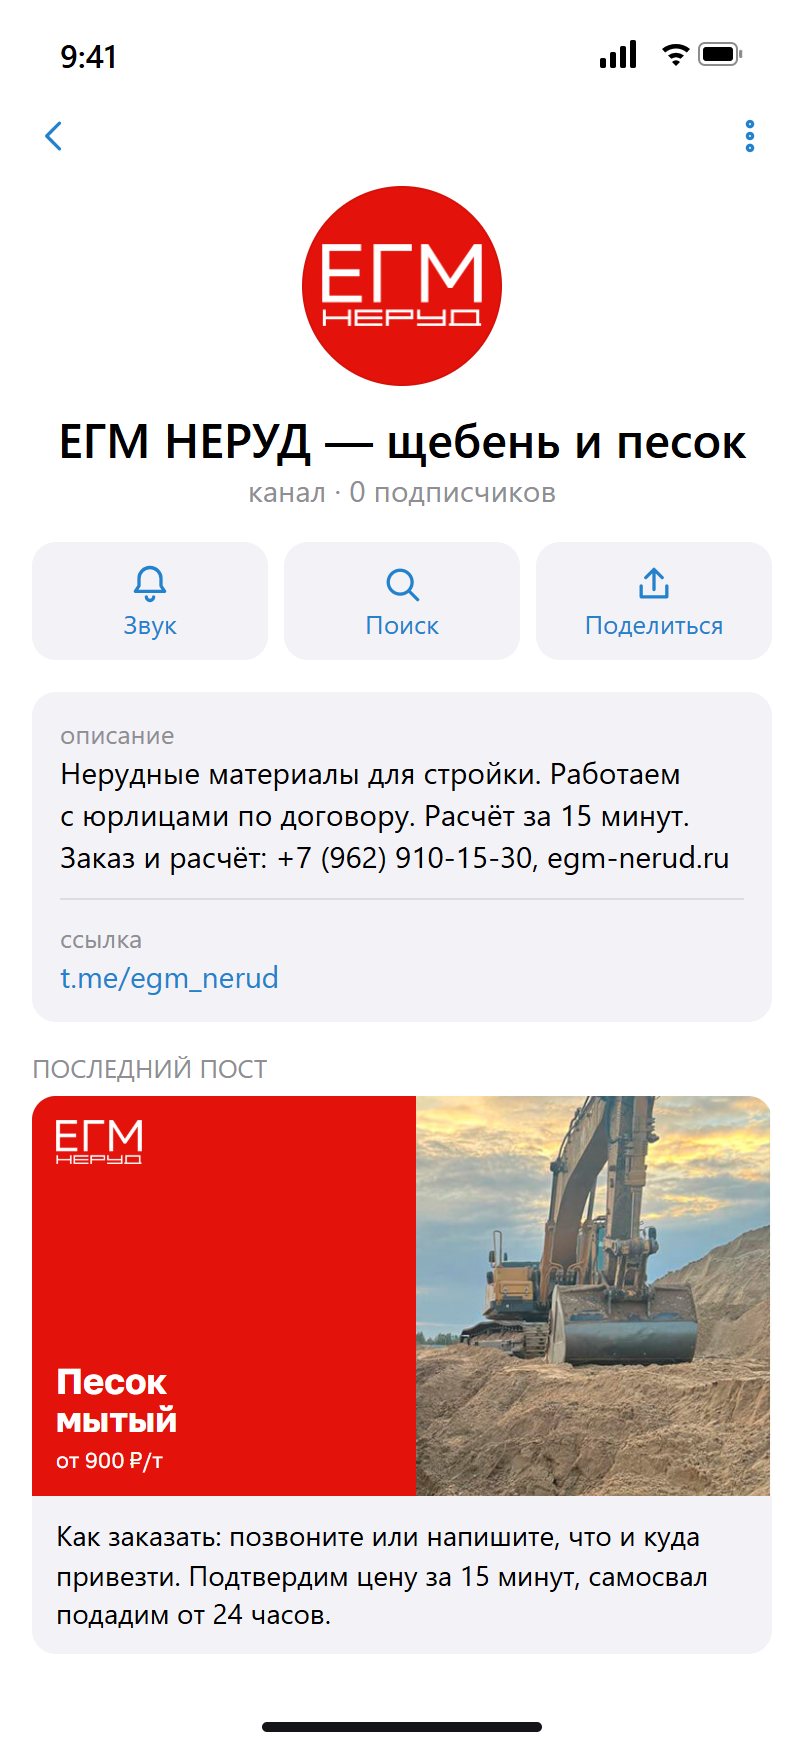 9:41
ЕГМ
НЕРУД
ЕГМ НЕРУД — щебень и песок
канал · 0 подписчиков
Звук
Поиск
Поделиться
описание
Нерудные материалы для стройки. Работаем
с юрлицами по договору. Расчёт за 15 минут.
Заказ и расчёт: +7 (962) 910-15-30, egm-nerud.ru
ссылка
t.me/egm_nerud
ПОСЛЕДНИЙ ПОСТ
ЕГМ
НЕРУД
Песок
мытый
от 900 ₽/т
Как заказать: позвоните или напишите, что и куда
привезти. Подтвердим цену за 15 минут, самосвал
подадим от 24 часов.